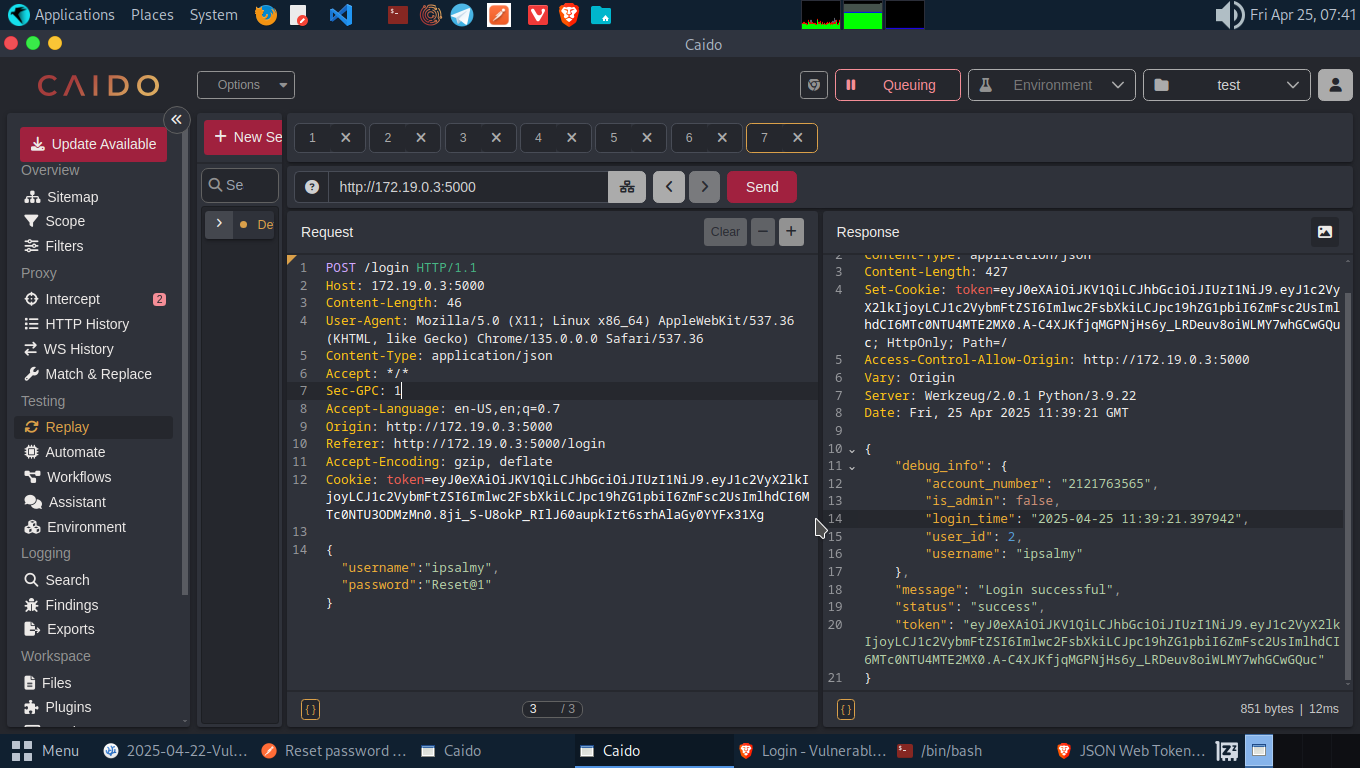 Applications Places System Fri Apr 25, 07:41
Caido
CAIDO Options Queuing Environment test
Update Available
Overview
Sitemap
Scope
Filters
Proxy
Intercept 2
HTTP History
WS History
Match & Replace
Testing
Replay
Automate
Workflows
Assistant
Environment
Logging
Search
Findings
Exports
Workspace
Files
Plugins
+ New Se
Se
De
1 2 3 4 5 6 7
http://172.19.0.3:5000 Send
Request Clear
1 POST /login HTTP/1.1
2 Host: 172.19.0.3:5000
3 Content-Length: 46
4 User-Agent: Mozilla/5.0 (X11; Linux x86_64) AppleWebKit/537.36
(KHTML, like Gecko) Chrome/135.0.0.0 Safari/537.36
5 Content-Type: application/json
6 Accept: */*
7 Sec-GPC: 1
8 Accept-Language: en-US,en;q=0.7
9 Origin: http://172.19.0.3:5000
10 Referer: http://172.19.0.3:5000/login
11 Accept-Encoding: gzip, deflate
12 Cookie: token=eyJ0eXAiOiJKV1QiLCJhbGciOiJIUzI1NiJ9.eyJ1c2VyX2lkI
joyLCJ1c2VybmFtZSI6Imlwc2FsbXkiLCJpc19hZG1pbiI6ZmFsc2UsImlhdCI6M
Tc0NTU3ODMzMn0.8ji_S-U8okP_RIlJ60aupkIzt6srhAlaGy0YYFx31Xg
13
14 {
"username":"ipsalmy",
"password":"Reset@1"
}
3 / 3
Response
2 Content-Type: application/json
3 Content-Length: 427
4 Set-Cookie: token=eyJ0eXAiOiJKV1QiLCJhbGciOiJIUzI1NiJ9.eyJ1c2Vy
X2lkIjoyLCJ1c2VybmFtZSI6Imlwc2FsbXkiLCJpc19hZG1pbiI6ZmFsc2UsIml
hdCI6MTc0NTU4MTE2MX0.A-C4XJKfjqMGPNjHs6y_LRDeuv8oiWLMY7whGCwGQu
c; HttpOnly; Path=/
5 Access-Control-Allow-Origin: http://172.19.0.3:5000
6 Vary: Origin
7 Server: Werkzeug/2.0.1 Python/3.9.22
8 Date: Fri, 25 Apr 2025 11:39:21 GMT
9
10 {
11 "debug_info": {
12 "account_number": "2121763565",
13 "is_admin": false,
14 "login_time": "2025-04-25 11:39:21.397942",
15 "user_id": 2,
16 "username": "ipsalmy"
17 },
18 "message": "Login successful",
19 "status": "success",
20 "token": "eyJ0eXAiOiJKV1QiLCJhbGciOiJIUzI1NiJ9.eyJ1c2VyX2lk
IjoyLCJ1c2VybmFtZSI6Imlwc2FsbXkiLCJpc19hZG1pbiI6ZmFsc2UsImlhdCI
6MTc0NTU4MTE2MX0.A-C4XJKfjqMGPNjHs6y_LRDeuv8oiWLMY7whGCwGQuc"
21 }
851 bytes | 12ms
Menu 2025-04-22-Vul... Reset password ... Caido Caido Login - Vulnerabl... /bin/bash JSON Web Token...